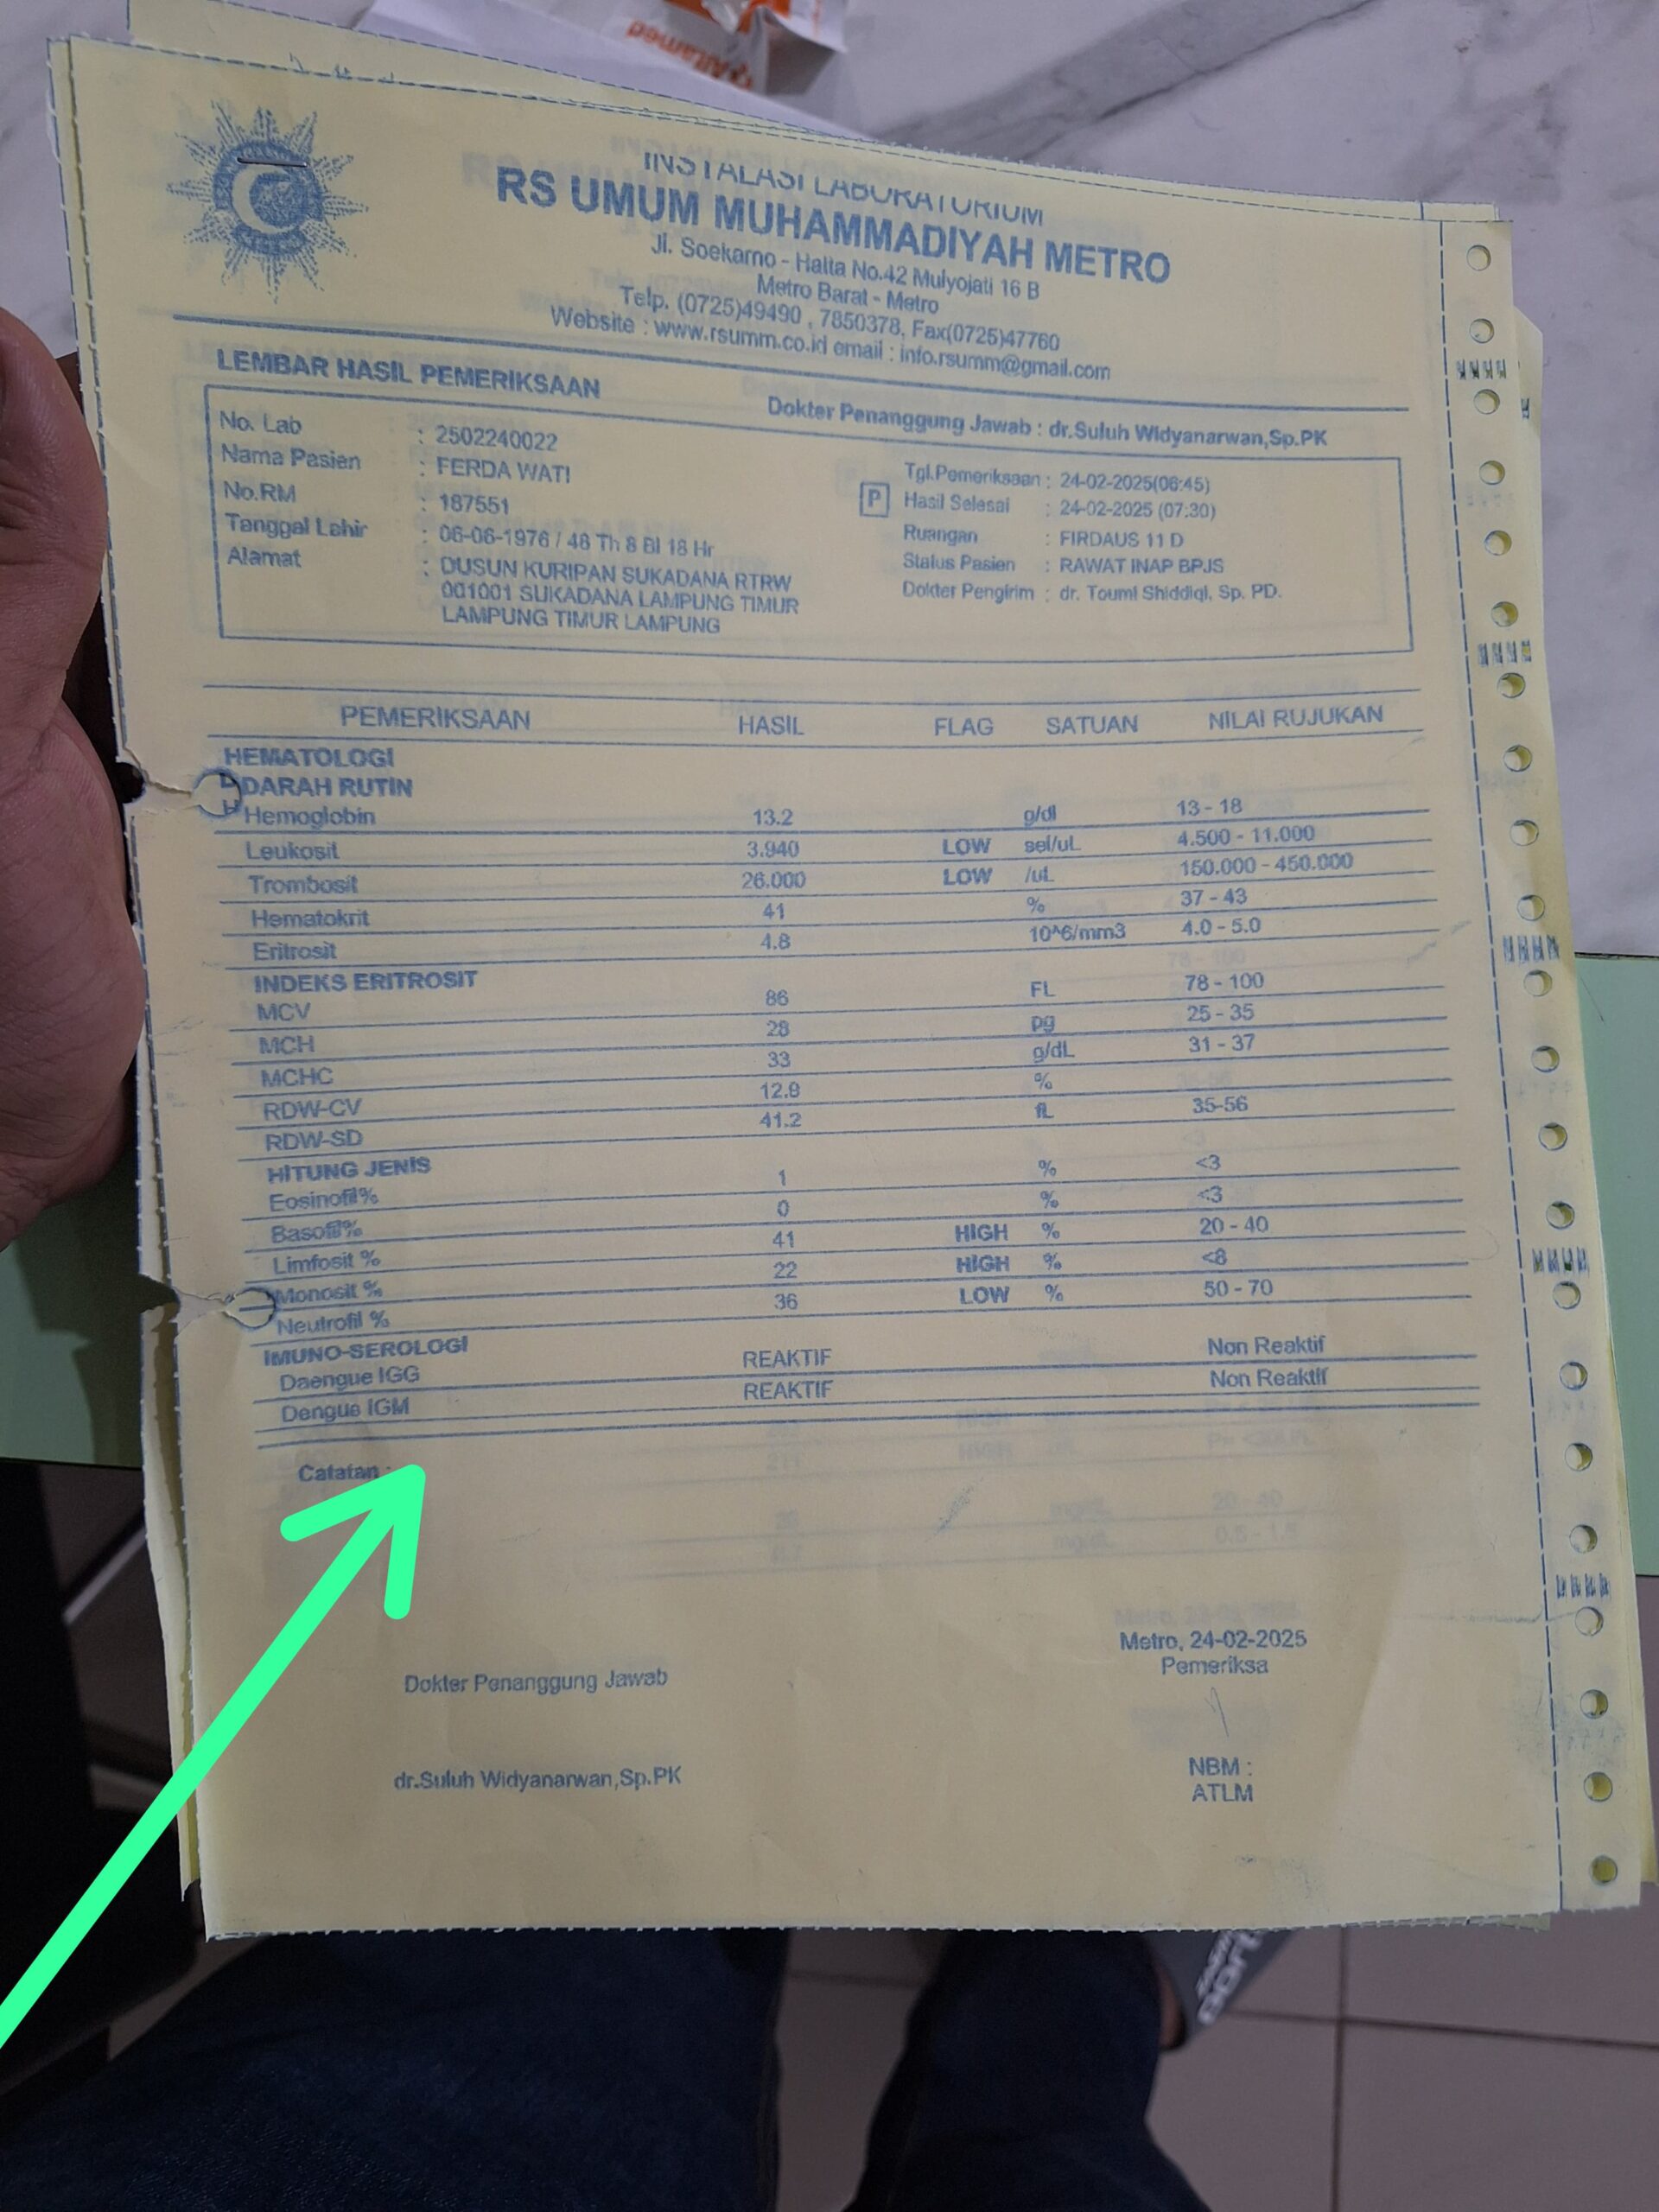 Altamed
INSTALASI LABORATORIUM
RS UMUM MUHAMMADIYAH METRO
Jl. Soekarno - Hatta No.42 Mulyojati 16 B
Metro Barat - Metro
Telp. (0725)49490 , 7850378, Fax(0725)47760
Website : www.rsumm.co.id email : info.rsumm@gmail.com
LEMBAR HASIL PEMERIKSAAN
Dokter Penanggung Jawab : dr.Suluh Widyanarwan,Sp.PK
No. Lab : 2502240022
Nama Pasien : FERDA WATI
No.RM : 187551
Tanggal Lahir : 06-06-1976 / 48 Th 8 Bl 18 Hr
Alamat : DUSUN KURIPAN SUKADANA RTRW
001001 SUKADANA LAMPUNG TIMUR
LAMPUNG TIMUR LAMPUNG
P
Tgl.Pemeriksaan : 24-02-2025(06:45)
Hasil Selesai : 24-02-2025 (07:30)
Ruangan : FIRDAUS 11 D
Status Pasien : RAWAT INAP BPJS
Dokter Pengirim : dr. Toumi Shiddiqi, Sp. PD.
PEMERIKSAAN HASIL FLAG SATUAN NILAI RUJUKAN
HEMATOLOGI
DARAH RUTIN
Hemoglobin 13.2 g/dl 13 - 18
Leukosit 3.940 LOW sel/uL 4.500 - 11.000
Trombosit 26.000 LOW /uL 150.000 - 450.000
Hematokrit 41 % 37 - 43
Eritrosit 4.8 10^6/mm3 4.0 - 5.0
INDEKS ERITROSIT
MCV 86 FL 78 - 100
MCH 28 pg 25 - 35
MCHC 33 g/dL 31 - 37
RDW-CV 12.8 %
RDW-SD 41.2 fL 35-56
HITUNG JENIS
Eosinofil% 1 % <3
Basofil% 0 % <3
Limfosit % 41 HIGH % 20 - 40
Monosit % 22 HIGH % <8
Neutrofil % 36 LOW % 50 - 70
IMUNO-SEROLOGI
Daengue IGG REAKTIF Non Reaktif
Dengue IGM REAKTIF Non Reaktif
Catatan :
Metro, 24-02-2025
Pemeriksa
Dokter Penanggung Jawab
dr.Suluh Widyanarwan,Sp.PK
NBM :
ATLM